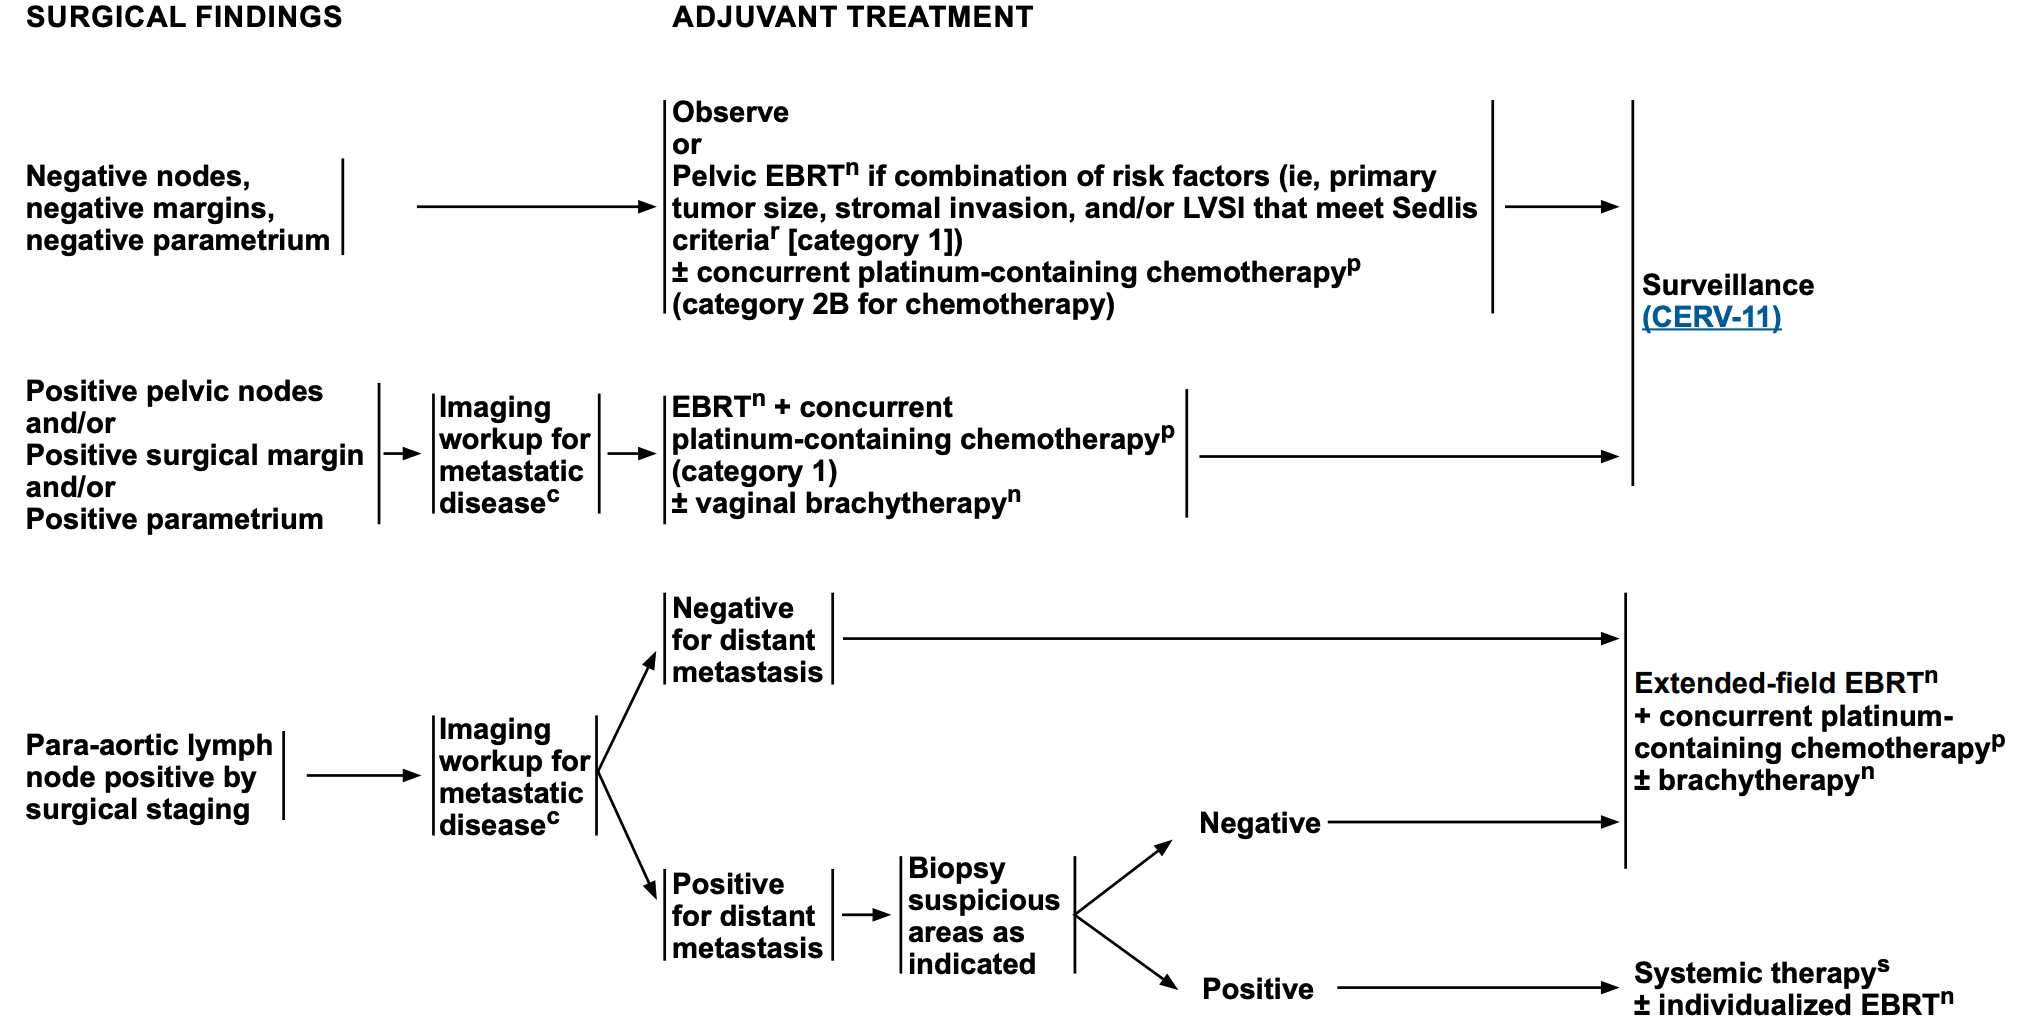 SURGICAL FINDINGS
ADJUVANT TREATMENT
Negative nodes,
negative margins,
negative parametrium
Observe
or
Pelvic EBRTⁿ if combination of risk factors (ie, primary
tumor size, stromal invasion, and/or LVSI that meet Sedlis
criteriaʳ [category 1])
± concurrent platinum-containing chemotherapyᵖ
(category 2B for chemotherapy)
Surveillance
(CERV-11)
Positive pelvic nodes
and/or
Positive surgical margin
and/or
Positive parametrium
Imaging
workup for
metastatic
diseaseᶜ
EBRTⁿ + concurrent
platinum-containing chemotherapyᵖ
(category 1)
± vaginal brachytherapyⁿ
Para-aortic lymph
node positive by
surgical staging
Imaging
workup for
metastatic
diseaseᶜ
Negative
for distant
metastasis
Positive
for distant
metastasis
Biopsy
suspicious
areas as
indicated
Negative
Positive
Extended-field EBRTⁿ
+ concurrent platinum-
containing chemotherapyᵖ
± brachytherapyⁿ
Systemic therapyˢ
± individualized EBRTⁿ